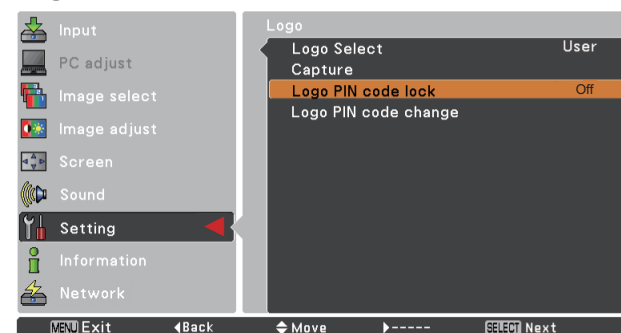 Input
PC adjust
Image select
Image adjust
Screen
Sound
Setting
Information
Network
Logo
Logo Select User
Capture
Logo PIN code lock Off
Logo PIN code change
MENU Exit ◀Back ◆Move ▶----- SELECT Next